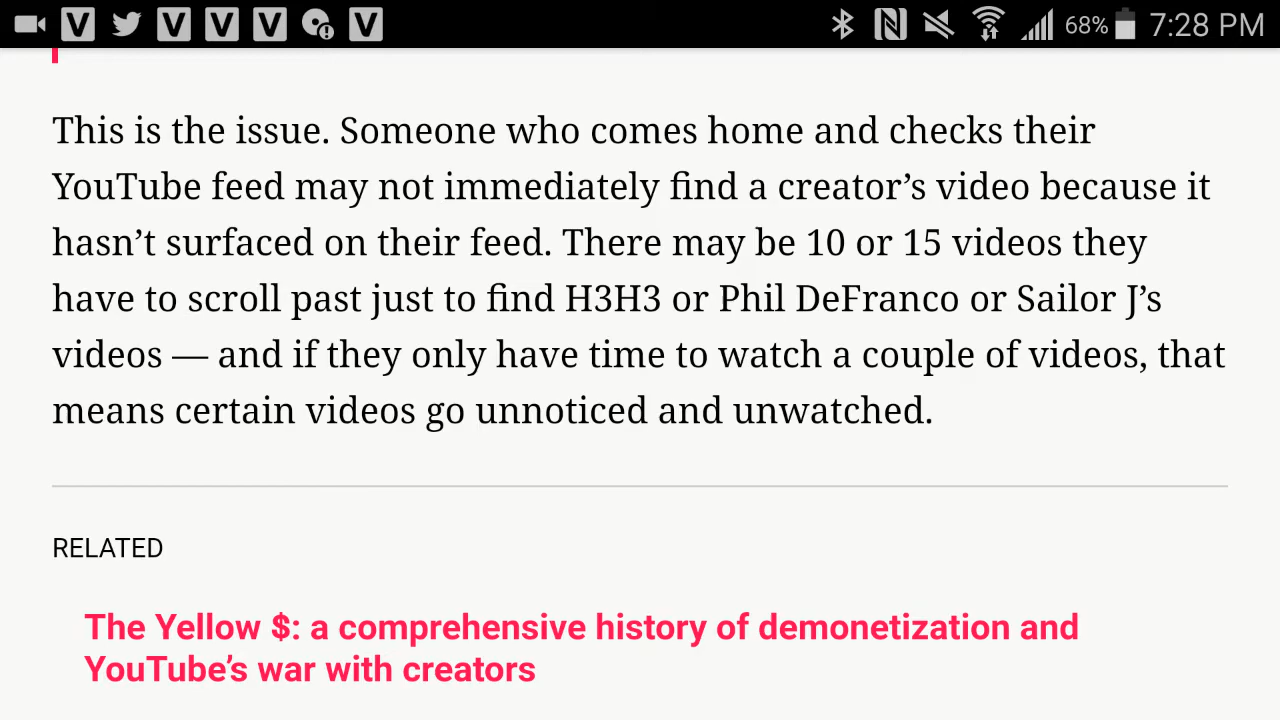 V V V V V 68% 7:28 PM
This is the issue. Someone who comes home and checks their
YouTube feed may not immediately find a creator’s video because it
hasn’t surfaced on their feed. There may be 10 or 15 videos they
have to scroll past just to find H3H3 or Phil DeFranco or Sailor J’s
videos — and if they only have time to watch a couple of videos, that
means certain videos go unnoticed and unwatched.
RELATED
The Yellow $: a comprehensive history of demonetization and
YouTube’s war with creators